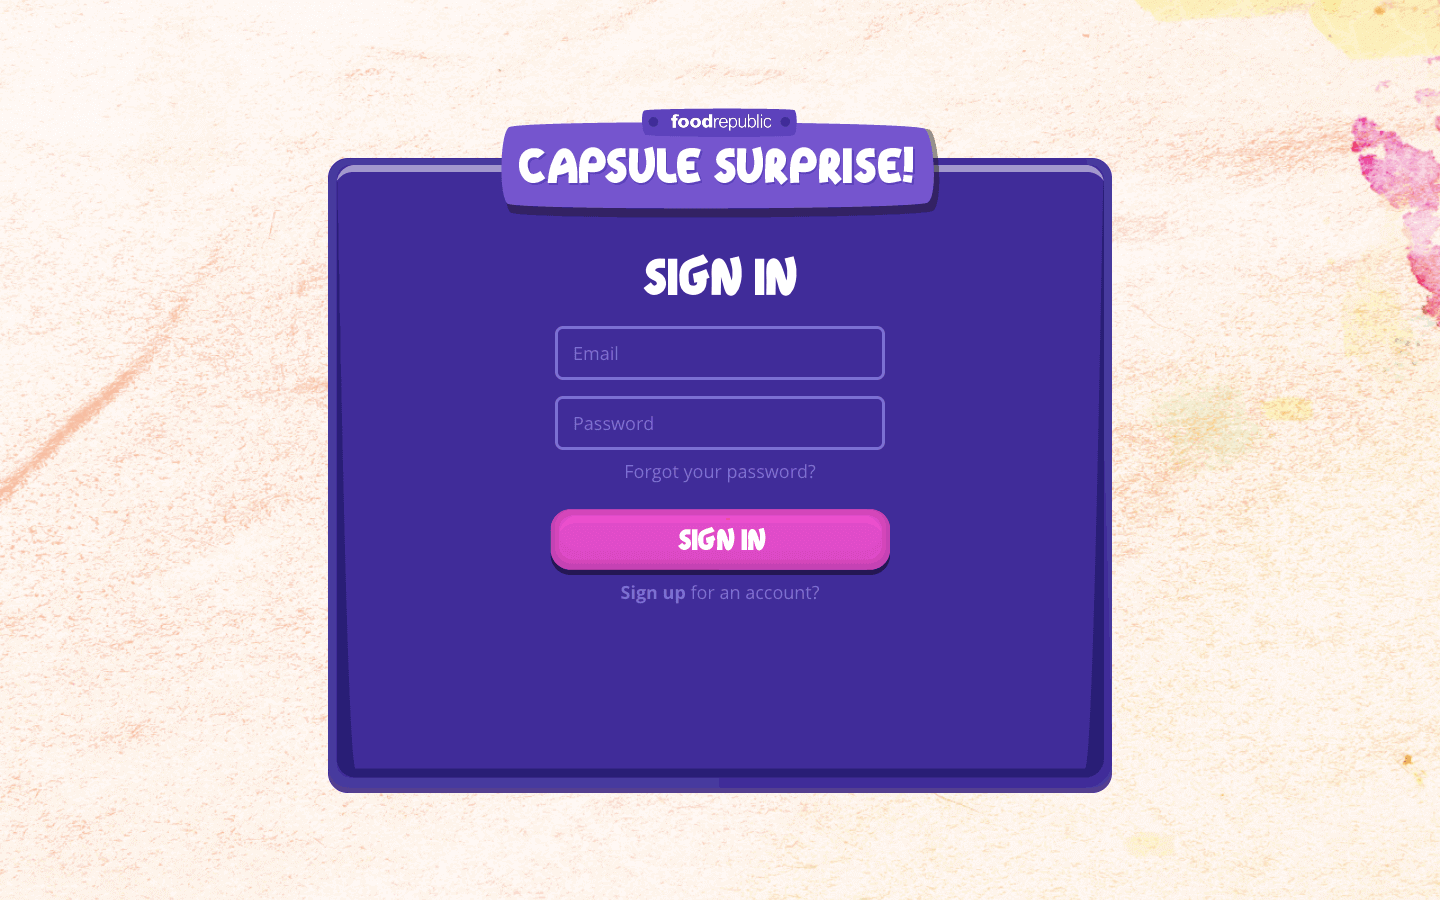 foodrepublic
CAPSULE SURPRISE!
SIGN IN
Email
Password
Forgot your password?
SIGN IN
Sign up for an account?